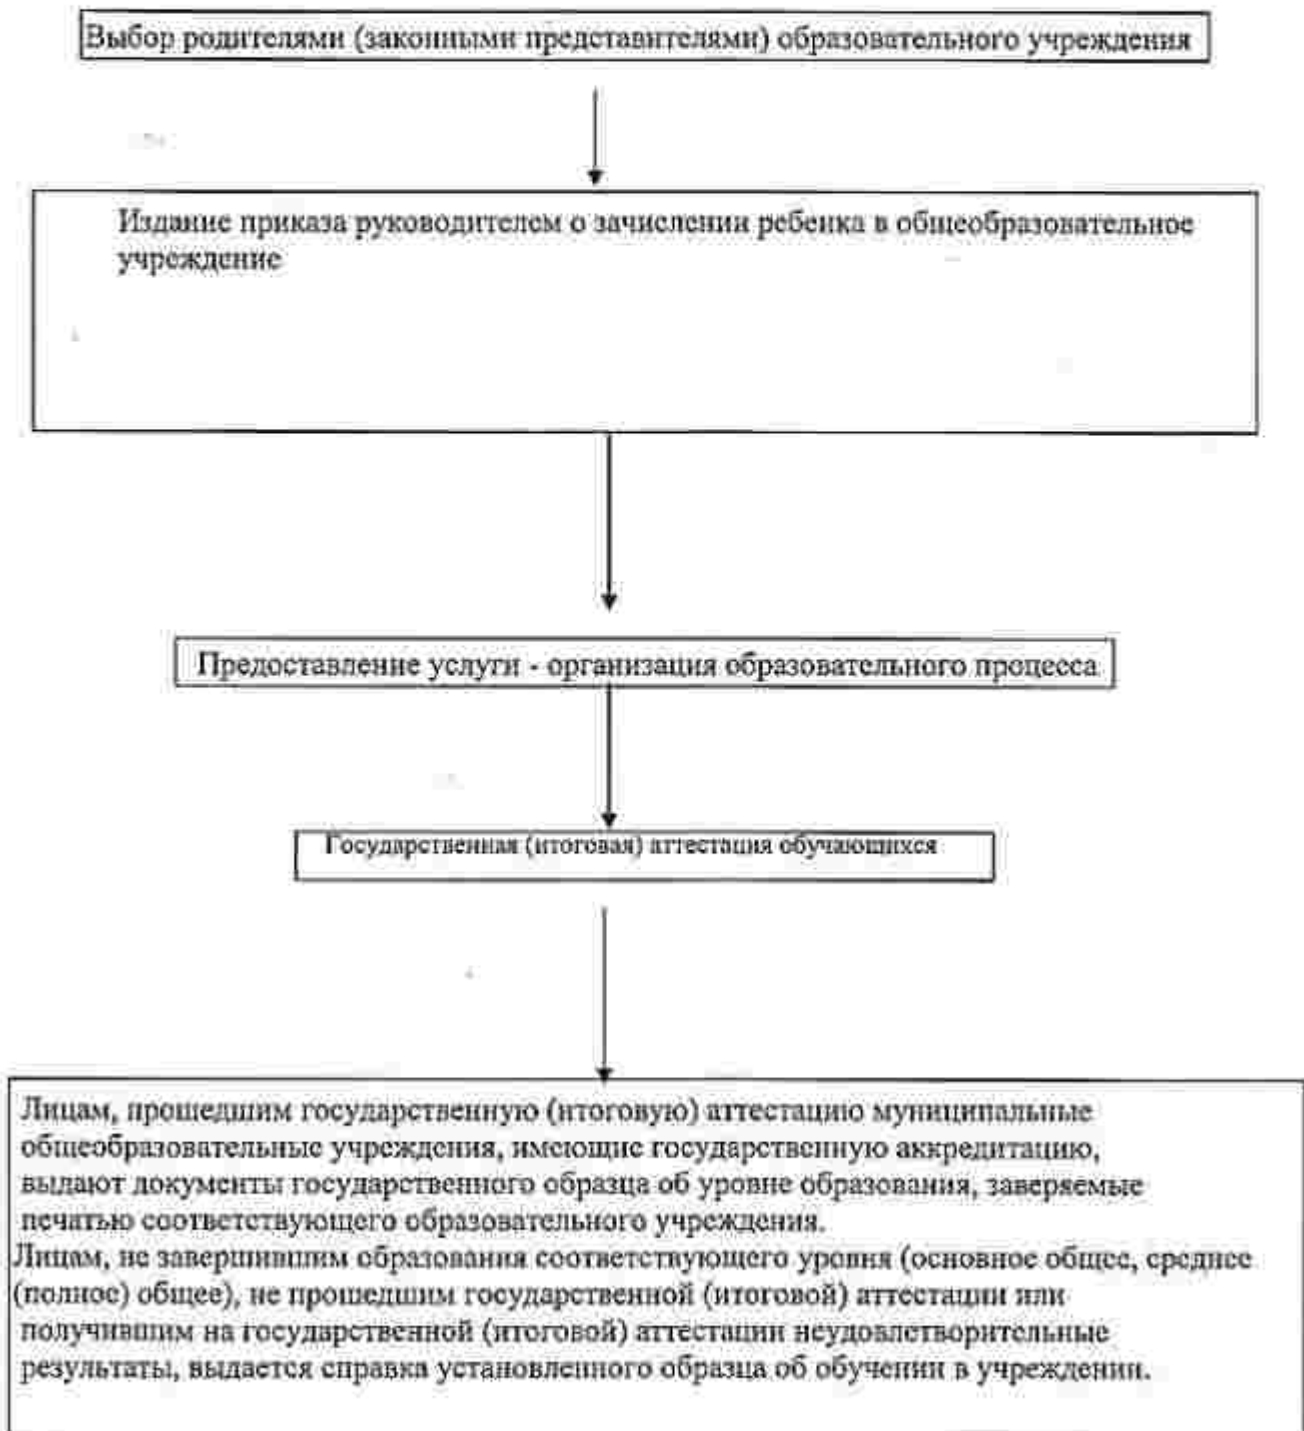 Выбор родителями (законными представителями) образовательного учреждения
Издание приказа руководителем о зачислении ребенка в общеобразовательное
учреждение
Предоставление услуги - организация образовательного процесса
Государственная (итоговая) аттестация обучающихся
Лицам, прошедшим государственную (итоговую) аттестацию муниципальные
общеобразовательные учреждения, имеющие государственную аккредитацию,
выдают документы государственного образца об уровне образования, заверяемые
печатью соответствующего образовательного учреждения.
Лицам, не завершившим образования соответствующего уровня (основное общее, среднее
(полное) общее), не прошедшим государственной (итоговой) аттестации или
получившим на государственной (итоговой) аттестации неудовлетворительные
результаты, выдается справка установленного образца об обучении в учреждении.